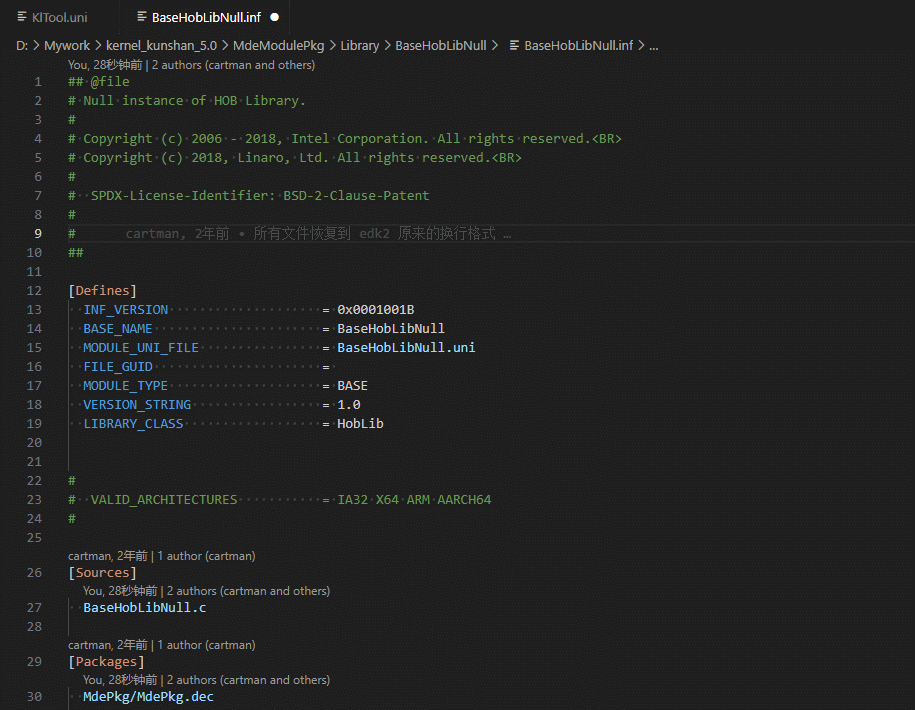 KlTool.uni
BaseHobLibNull.inf
D: > Mywork > kernel_kunshan_5.0 > MdeModulePkg > Library > BaseHobLibNull > BaseHobLibNull.inf > ...
You, 28秒钟前 | 2 authors (cartman and others)
1 ## @file
2 # Null instance of HOB Library.
3 #
4 # Copyright (c) 2006 - 2018, Intel Corporation. All rights reserved.<BR>
5 # Copyright (c) 2018, Linaro, Ltd. All rights reserved.<BR>
6 #
7 #  SPDX-License-Identifier: BSD-2-Clause-Patent
8 #
9 # cartman, 2年前 • 所有文件恢复到 edk2 原来的换行格式 …
10 ##
11
12 [Defines]
13   INF_VERSION                    = 0x0001001B
14   BASE_NAME                      = BaseHobLibNull
15   MODULE_UNI_FILE                = BaseHobLibNull.uni
16   FILE_GUID                      =
17   MODULE_TYPE                    = BASE
18   VERSION_STRING                 = 1.0
19   LIBRARY_CLASS                  = HobLib
20
21
22 #
23 #  VALID_ARCHITECTURES           = IA32 X64 ARM AARCH64
24 #
25
cartman, 2年前 | 1 author (cartman)
26 [Sources]
You, 28秒钟前 | 2 authors (cartman and others)
27   BaseHobLibNull.c
28
cartman, 2年前 | 1 author (cartman)
29 [Packages]
You, 28秒钟前 | 2 authors (cartman and others)
30   MdePkg/MdePkg.dec